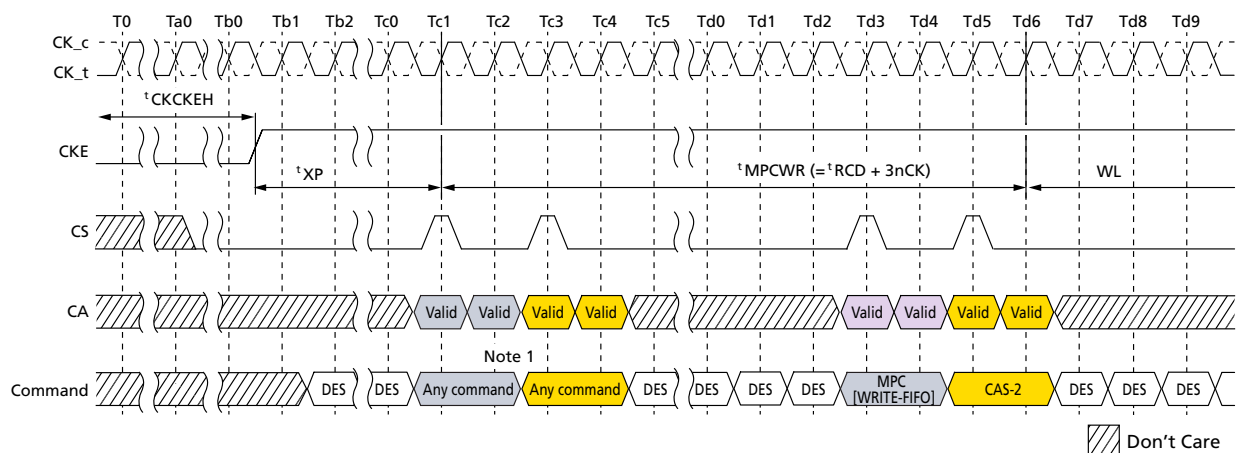 T0 Ta0 Tb0 Tb1 Tb2 Tc0 Tc1 Tc2 Tc3 Tc4 Tc5 Td0 Td1 Td2 Td3 Td4 Td5 Td6 Td7 Td8 Td9
CK_c
CK_t
tCKCKEH
CKE
tXP
tMPCWR (= tRCD + 3nCK)
WL
CS
CA
Valid Valid Valid Valid Valid Valid Valid Valid
Note 1
Command
DES DES Any command Any command DES DES DES DES MPC [WRITE-FIFO] CAS-2 DES DES DES
Don't Care